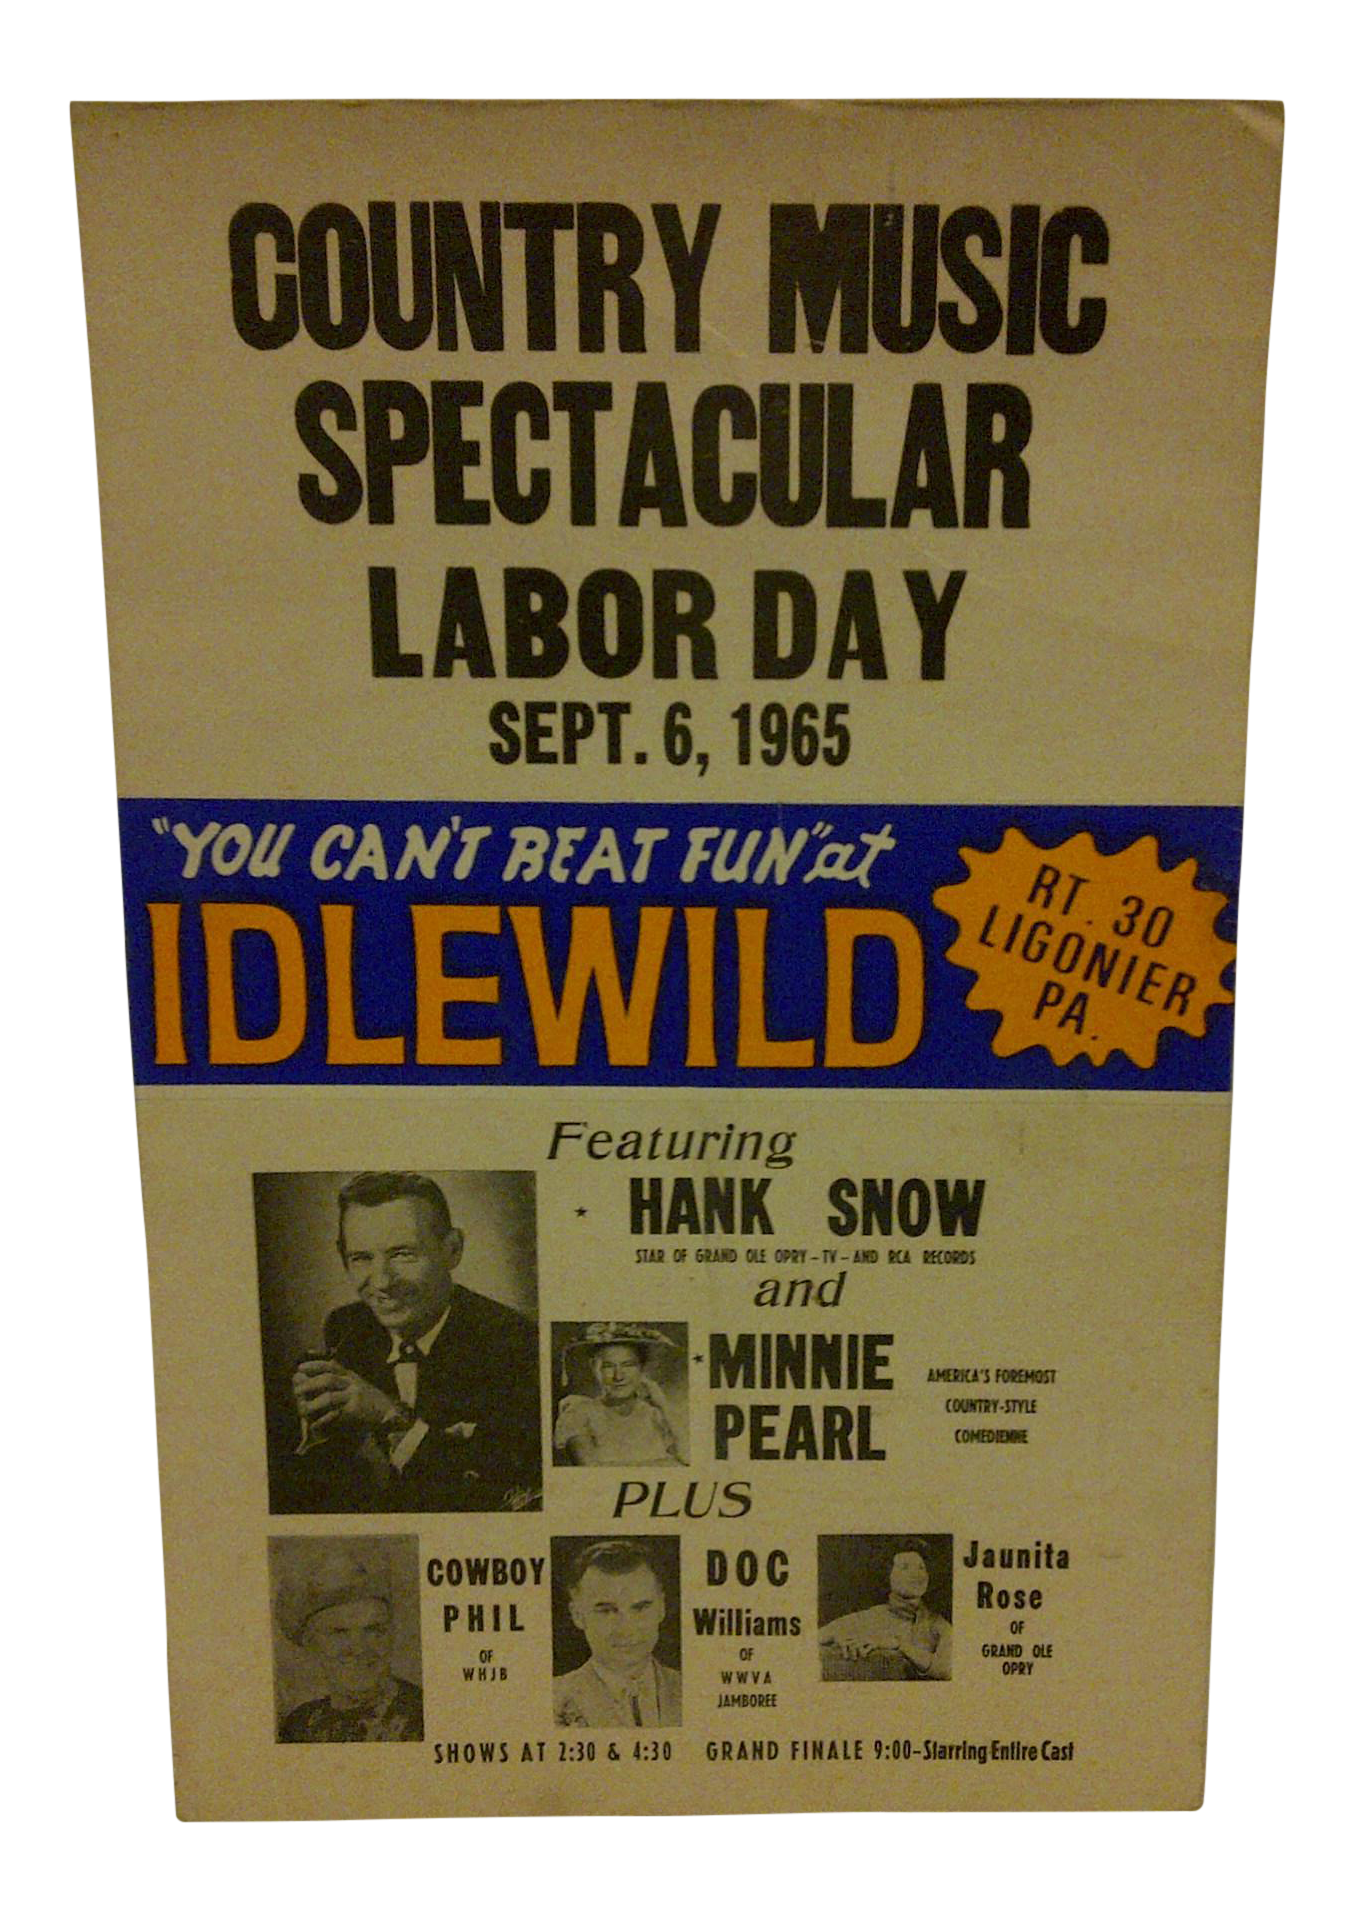 COUNTRY MUSIC
SPECTACULAR
LABOR DAY
SEPT. 6, 1965
"YOU CAN'T BEAT FUN" at
IDLEWILD
RT. 30
LIGONIER
PA.
Featuring
★ HANK SNOW
STAR OF GRAND OLE OPRY – TV – AND RCA RECORDS
and
★ MINNIE
PEARL
AMERICA'S FOREMOST
COUNTRY-STYLE
COMEDIENNE
PLUS
COWBOY
PHIL
OF
WHJB
DOC
Williams
OF
WWVA
JAMBOREE
Jaunita
Rose
OF
GRAND OLE
OPRY
SHOWS AT 2:30 & 4:30 GRAND FINALE 9:00-Starring Entire Cast